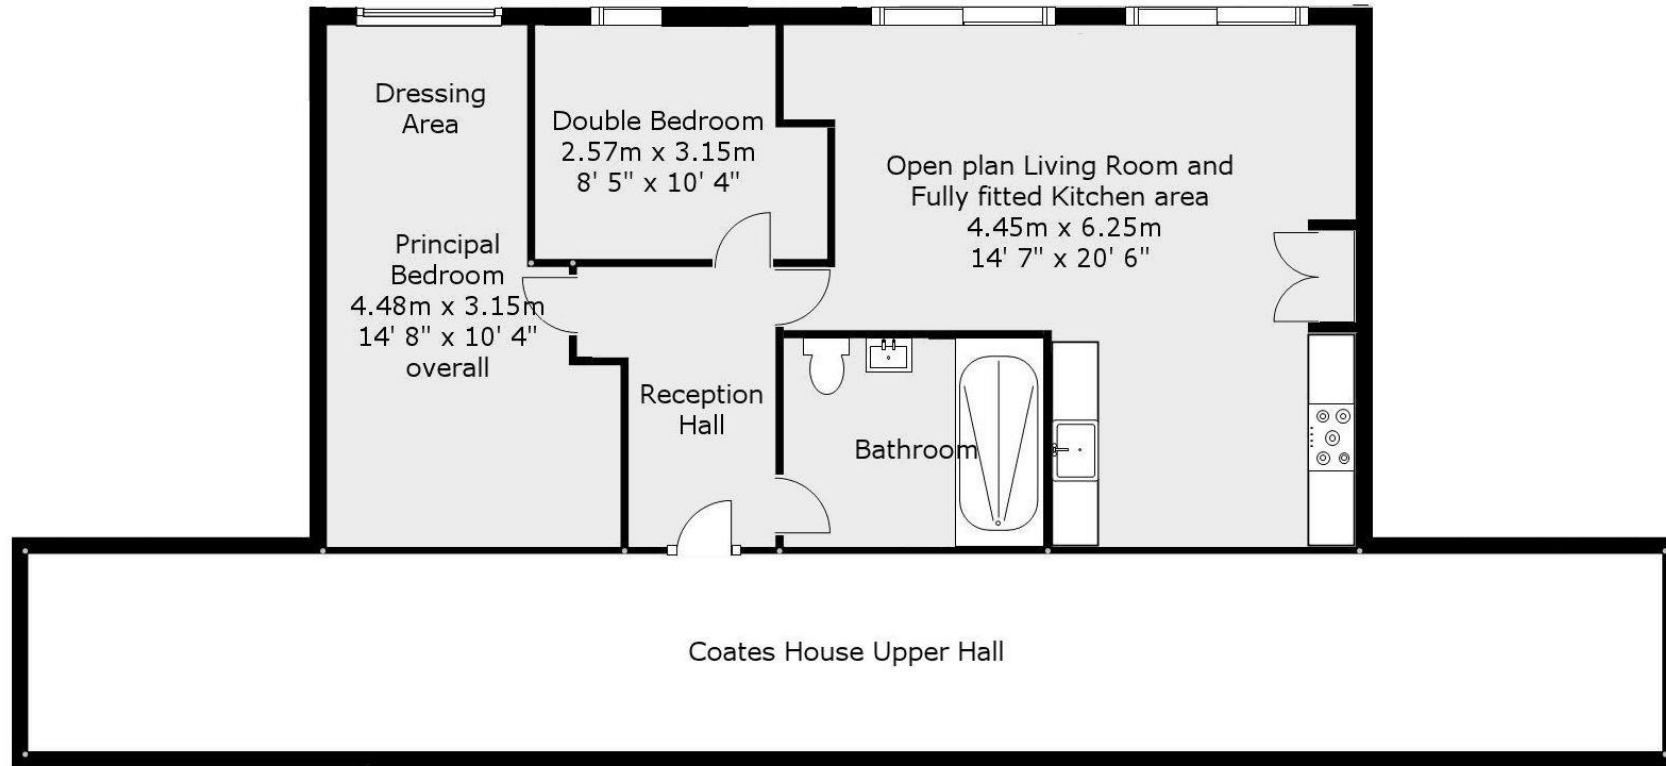 Dressing
Area
Double Bedroom
2.57m x 3.15m
8' 5" x 10' 4"
Open plan Living Room and
Fully fitted Kitchen area
4.45m x 6.25m
14' 7" x 20' 6"
Principal
Bedroom
4.48m x 3.15m
14' 8" x 10' 4"
overall
Reception
Hall
Bathroom
Coates House Upper Hall